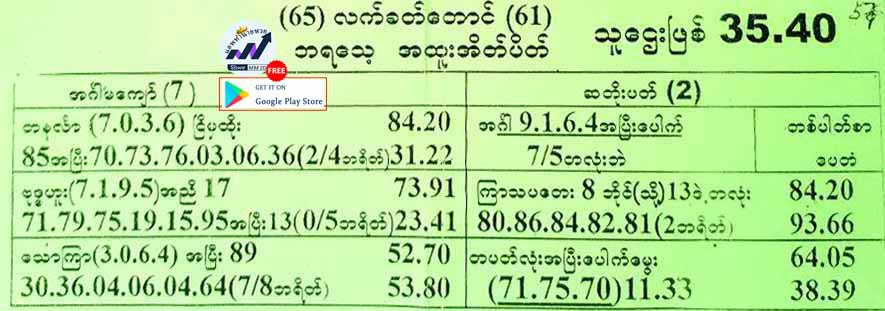 (65) လက်ခတ်တောင် (61)
ဘရသေ့ အထူးအိတ်ပိတ်
သူဌေးဖြစ် 35.40
57
Shwe MM 2D
FREE
GET IT ON
Google Play Store
အင်္ဂါမကျော် (7)
တနင်္လာ (7.0.3.6) ငြိမ့်ထိုး 84.20
85အပြီး70.73.76.03.06.36(2/4ဘရိတ်)31.22
ဗုဒ္ဓဟူး(7.1.9.5)အညီ 17 73.91
71.79.75.19.15.95အပြီး13(0/5ဘရိတ်)23.41
သောကြာ(3.0.6.4) အပြီး 89 52.70
30.36.04.06.04.64(7/8ဘရိတ်) 53.80
ဆတိုးပတ် (2)
အင်္ဂါ 9.1.6.4အပြီးပေါက် တစ်ပါတ်စာ
7/5ဘလုံးဘဲ ပေတံ
ကြာသပတေး 8 ဘိုင်(သို့)13ခွဲတလုံး 84.20
80.86.84.82.81(2ဘရိတ်) 93.66
တပတ်လုံးအပြီးပေါက်မွေး 64.05
(71.75.70)11.33 38.39